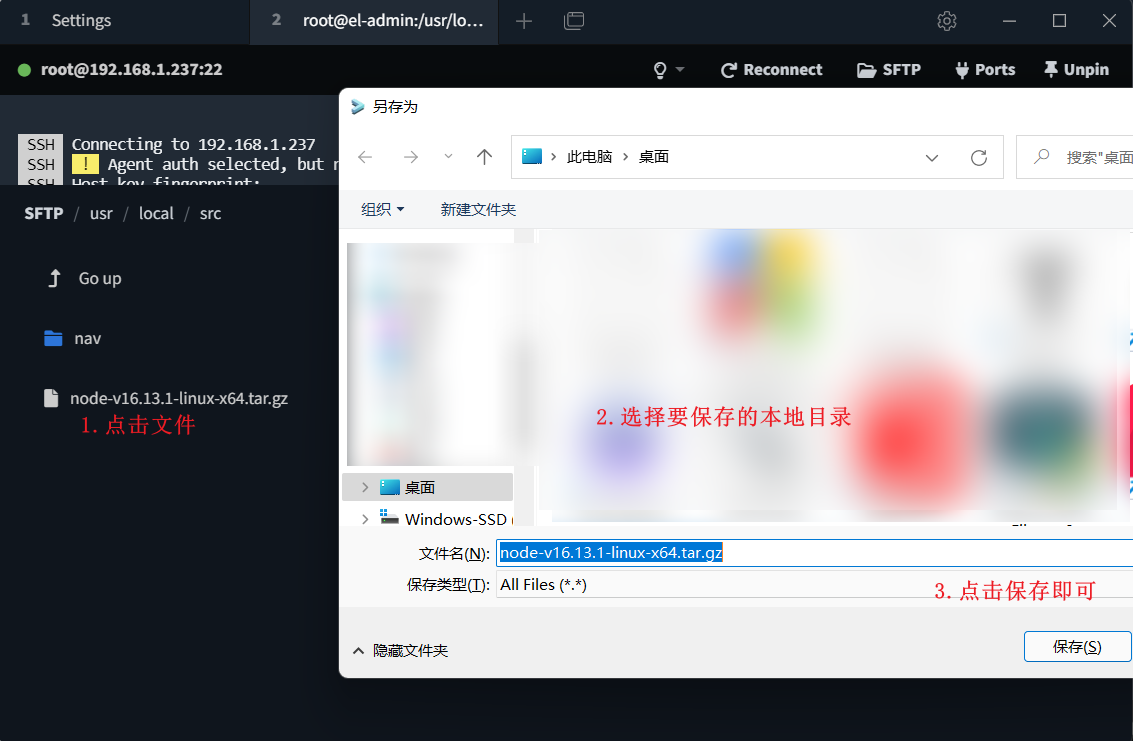 1 Settings 2 root@el-admin:/usr/lo...
root@192.168.1.237:22 Reconnect SFTP Ports Unpin
SSH Connecting to 192.168.1.237
SSH ! Agent auth selected, but
SSH Host key fingerprint:
SFTP / usr / local / src
Go up
nav
node-v16.13.1-linux-x64.tar.gz
1.点击文件
另存为
此电脑 › 桌面
搜索"桌面
组织 新建文件夹
2.选择要保存的本地目录
桌面
Windows-SSD
文件名(N): node-v16.13.1-linux-x64.tar.gz
保存类型(T): All Files (*.*)
3.点击保存即可
隐藏文件夹
保存(S)